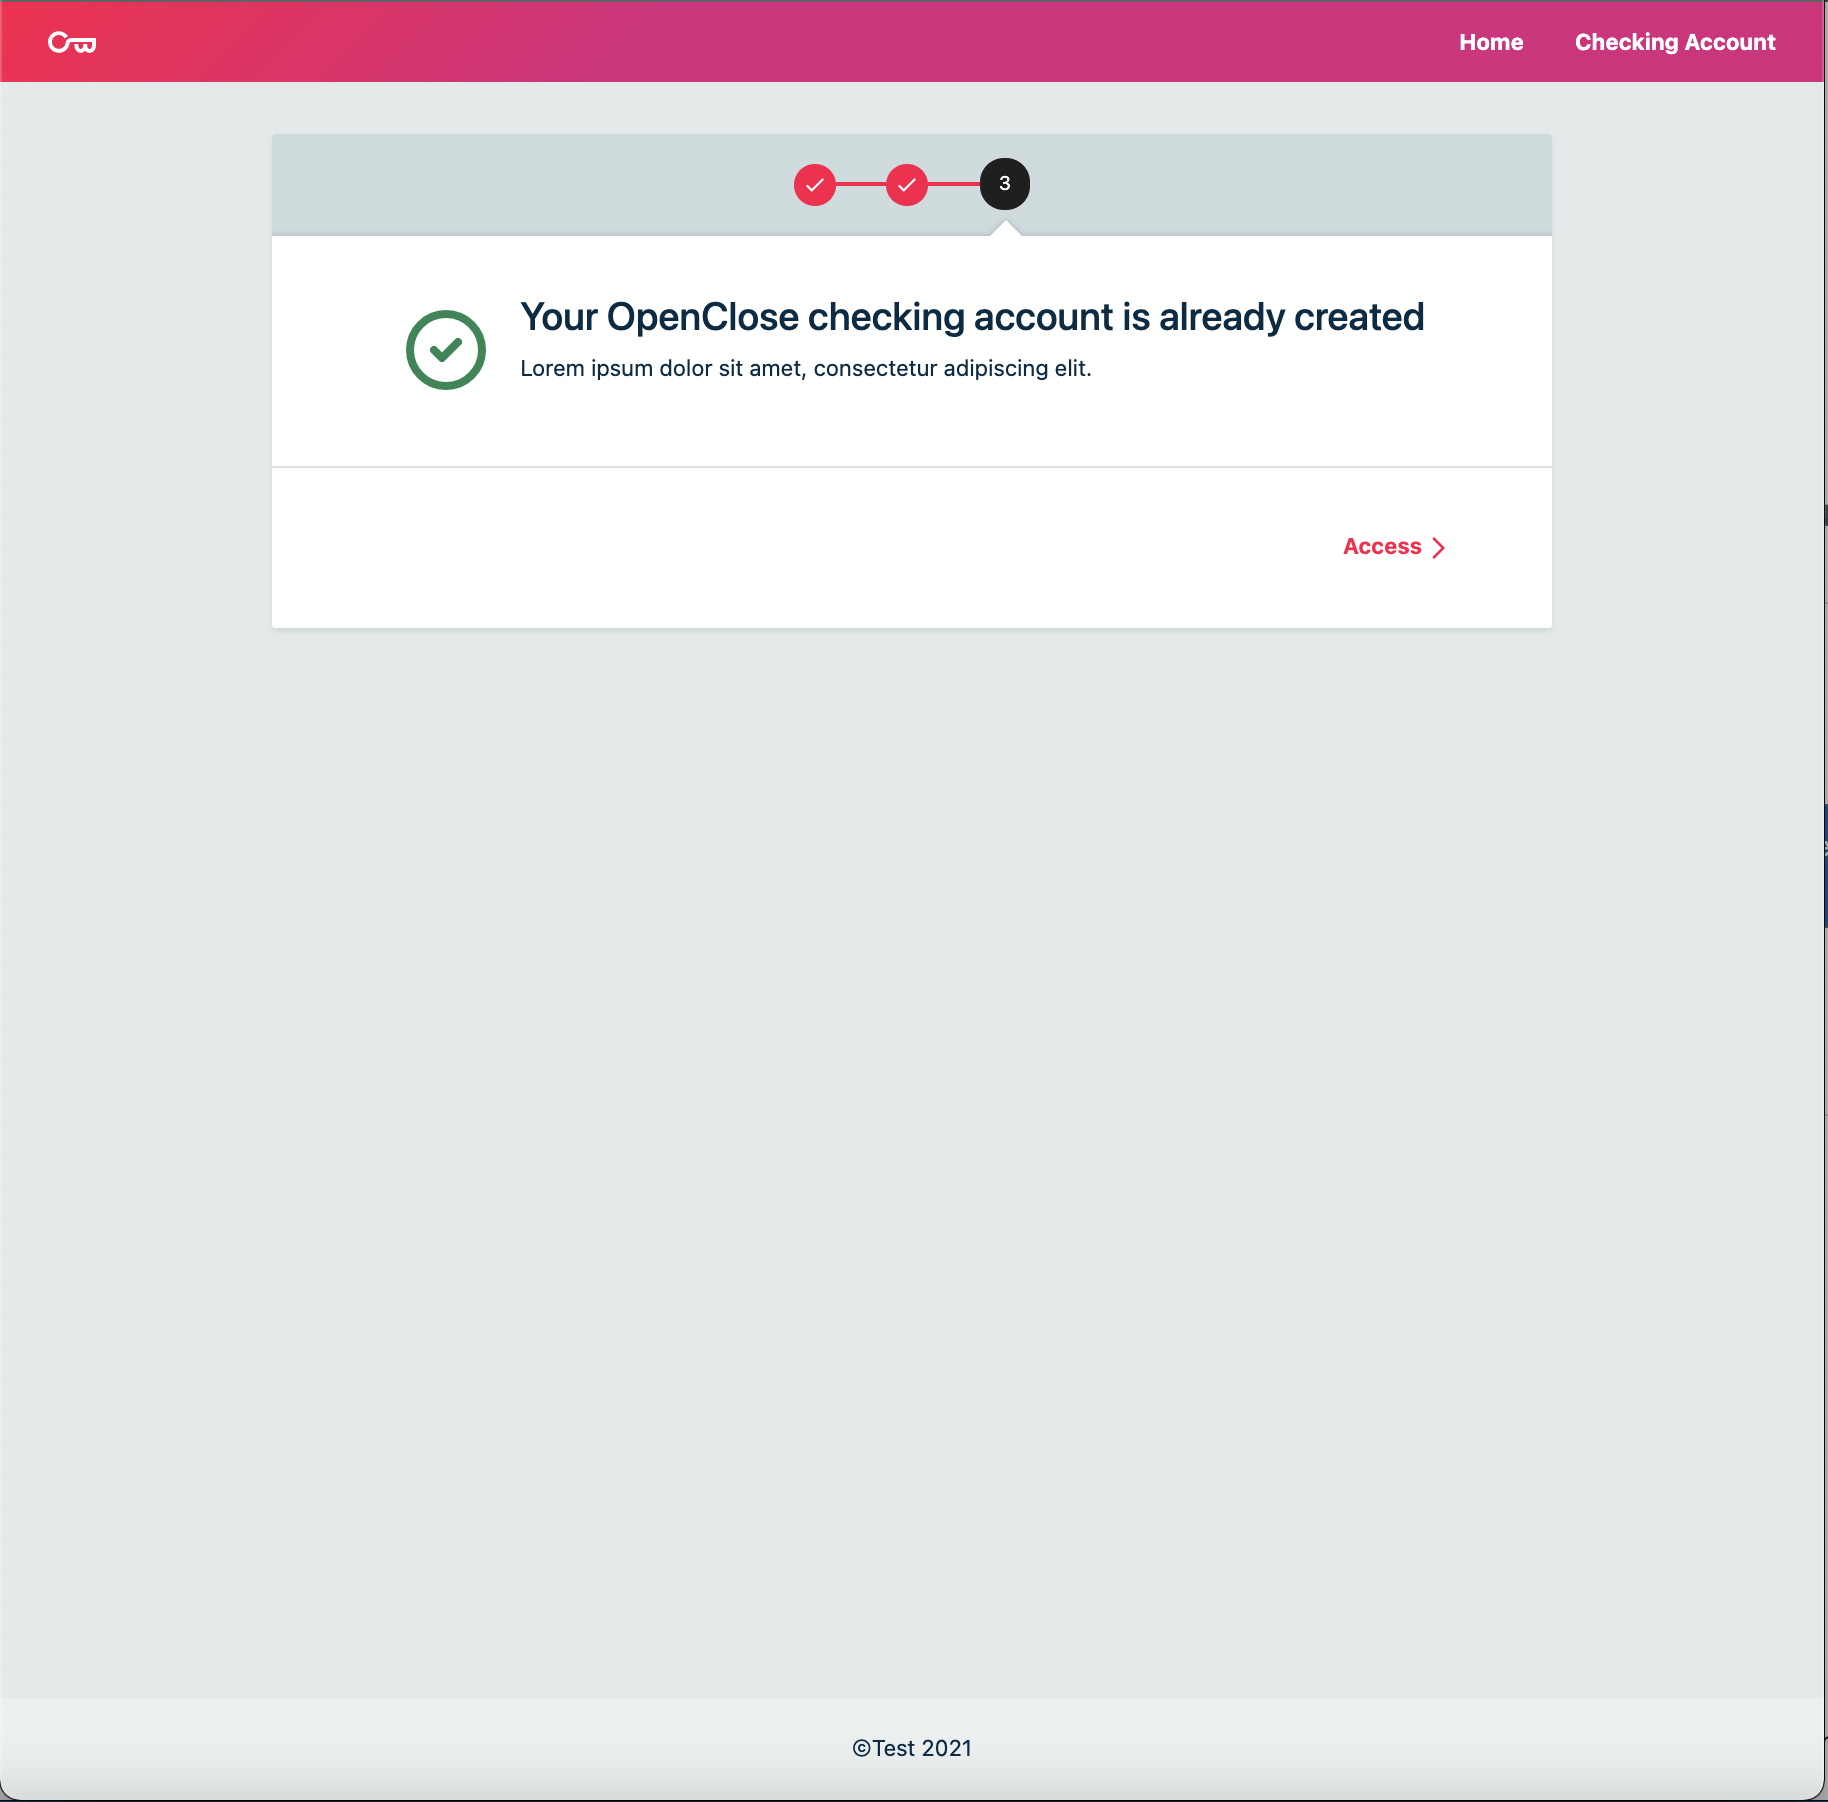 Home Checking Account
3
Your OpenClose checking account is already created
Lorem ipsum dolor sit amet, consectetur adipiscing elit.
Access
©Test 2021